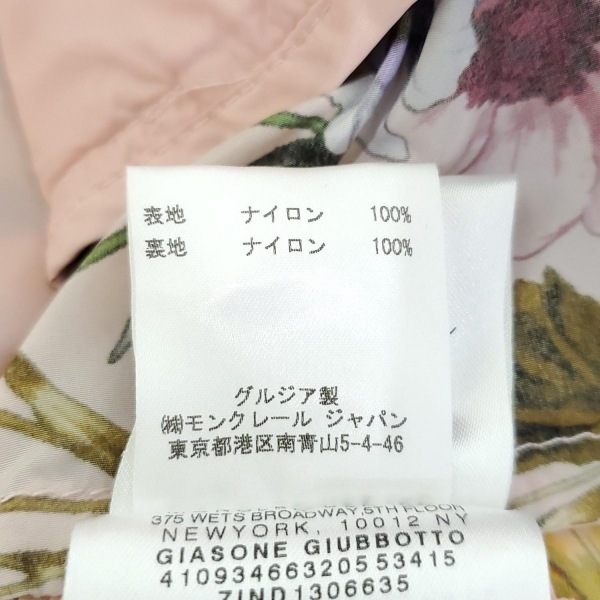 表地 ナイロン 100%
裏地 ナイロン 100%
グルジア製
㈱モンクレール ジャパン
東京都港区南青山5-4-46
375 WETS BROADWAY, 5TH FLOOR
NEWYORK, 10012 NY
GIASONE GIUBBOTTO
41093466320553415
ZIND1306635